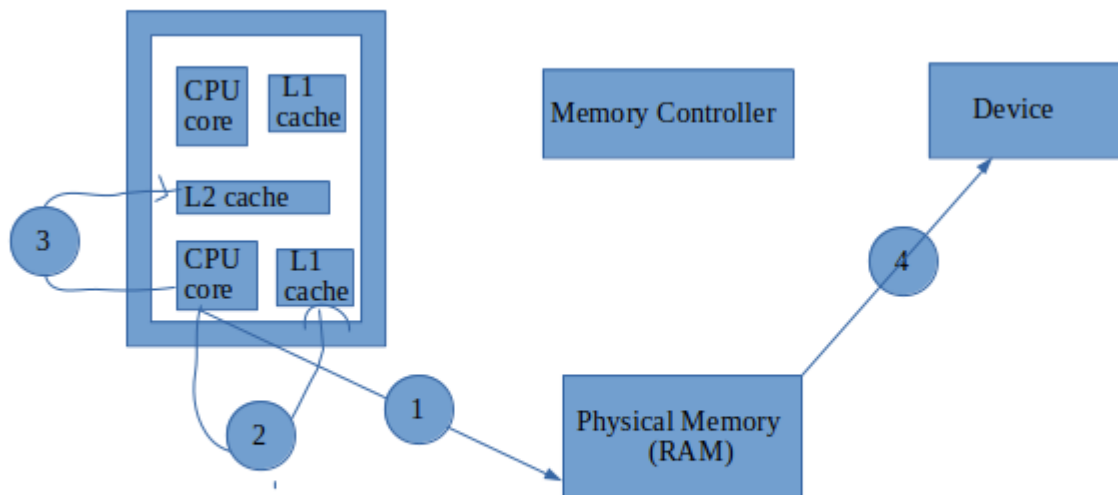 CPU
core
L1
cache
Memory Controller
Device
L2 cache
3
CPU
core
L1
cache
4
1
2
Physical Memory
(RAM)